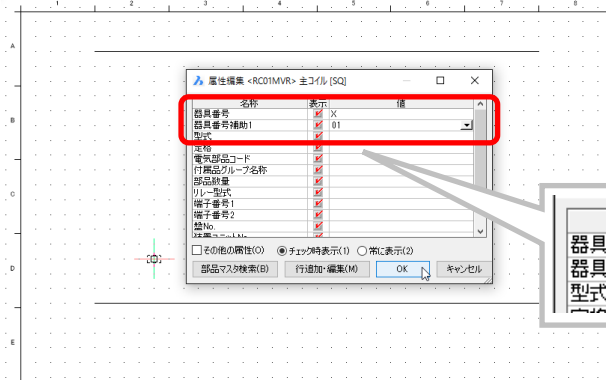 1 2 3 4 5 6 7 8
A
属性編集 <RC01MVR> 主コイル [SQ]
名称 表示 値
器具番号 X
B
器具番号補助1 01
型式
定格
電気部品コード
付属品グループ名称
部品数量
C
リレー型式
端子番号1
端子番号2
盤No.
器具
器具
型式
その他の属性(O) チェック時表示(1) 常に表示(2)
D
部品マスタ検索(B) 行追加・編集(M) OK キャンセル
E